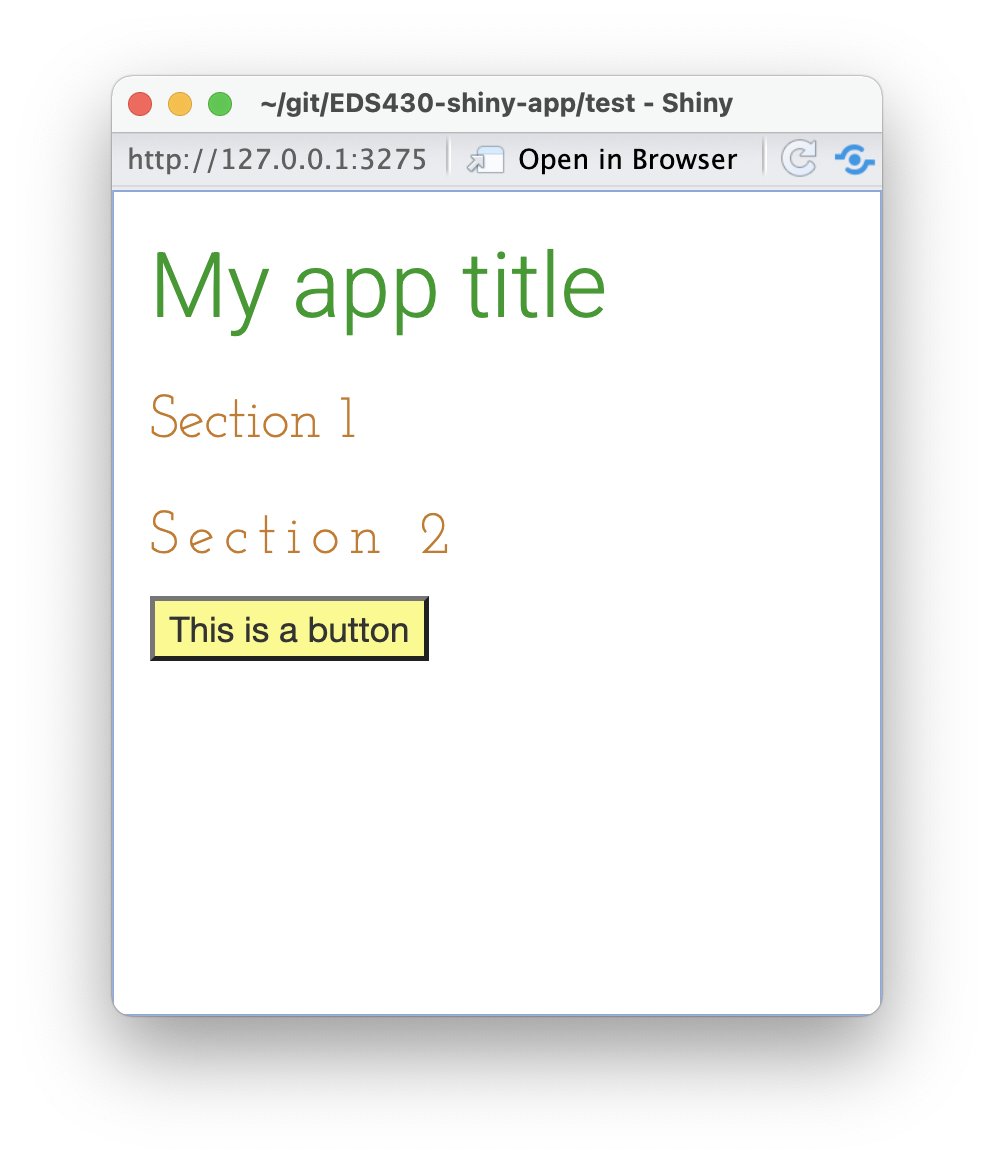 ~/git/EDS430-shiny-app/test - Shiny
http://127.0.0.1:3275 Open in Browser
My app title
Section 1
Section 2
This is a button